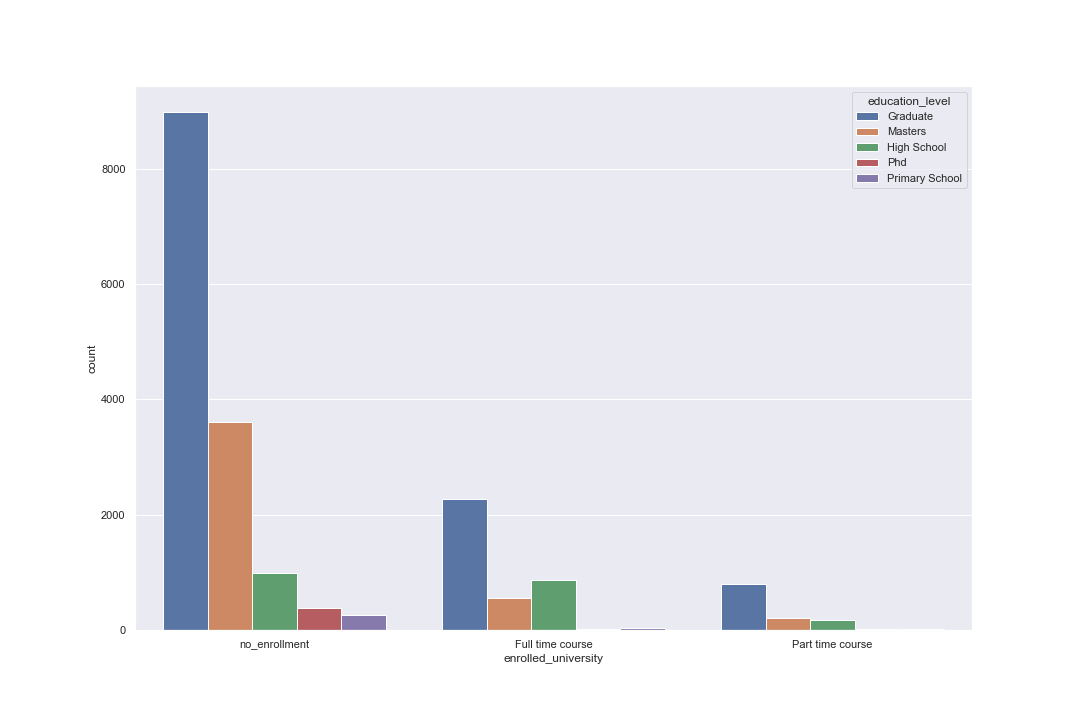 education_level
Graduate
Masters
High School
Phd
Primary School
8000
6000
4000
2000
0
count
no_enrollment
Full time course
Part time course
enrolled_university